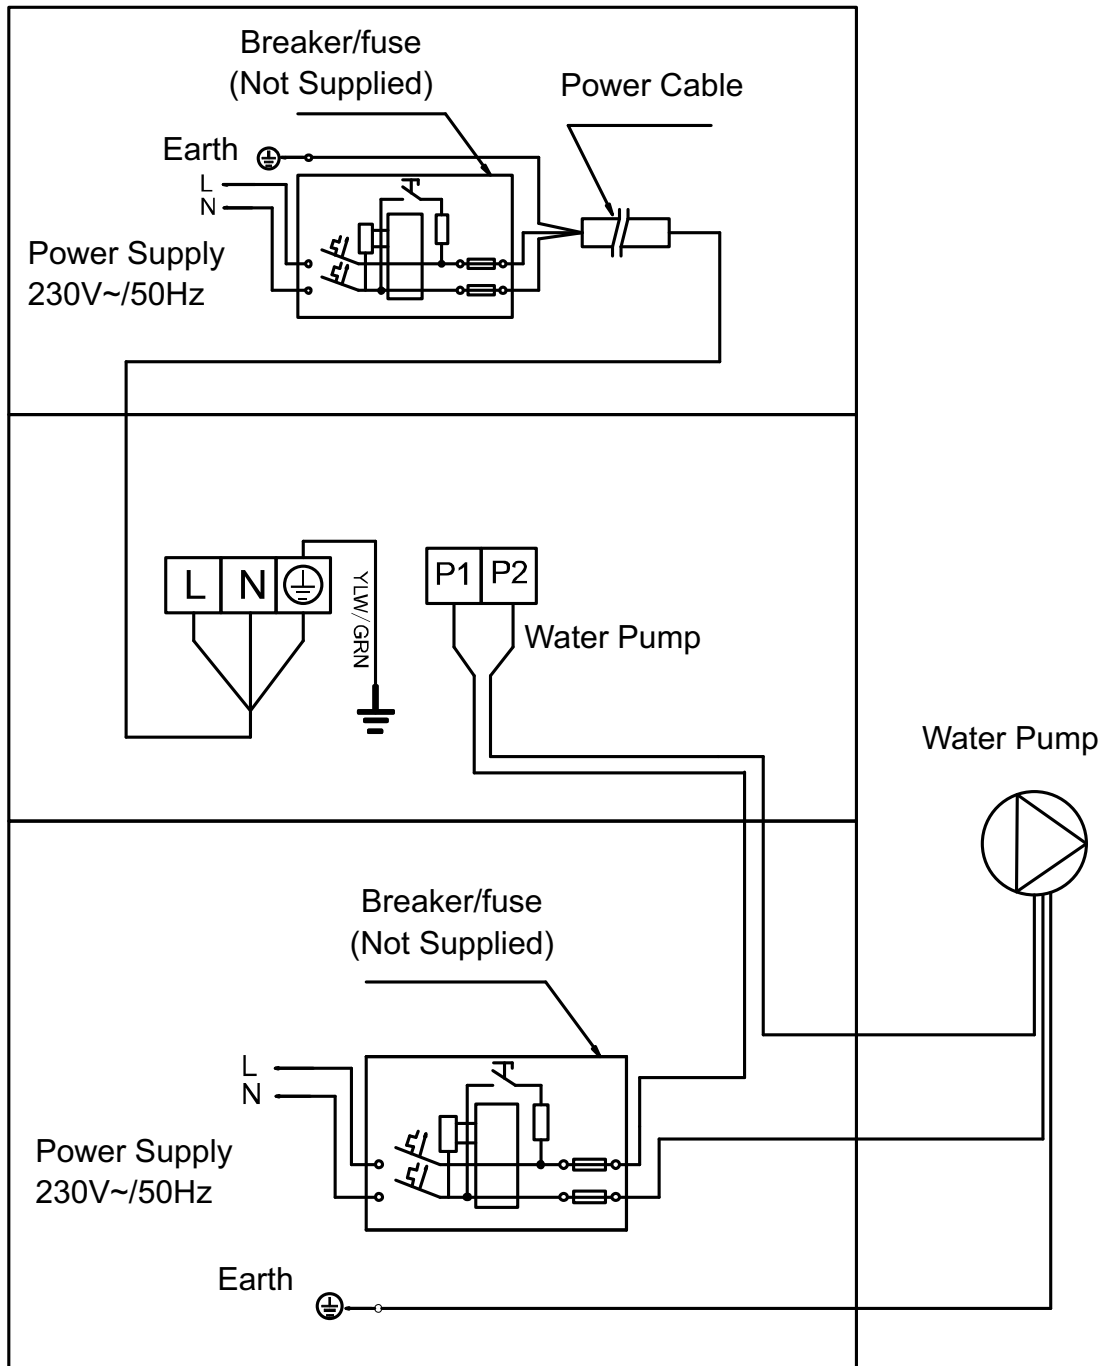 Breaker/fuse
(Not Supplied)
Power Cable
Earth
L
N
Power Supply
230V~/50Hz
L N
YLW/GRN
P1 P2
Water Pump
Water Pump
Breaker/fuse
(Not Supplied)
L
N
Power Supply
230V~/50Hz
Earth